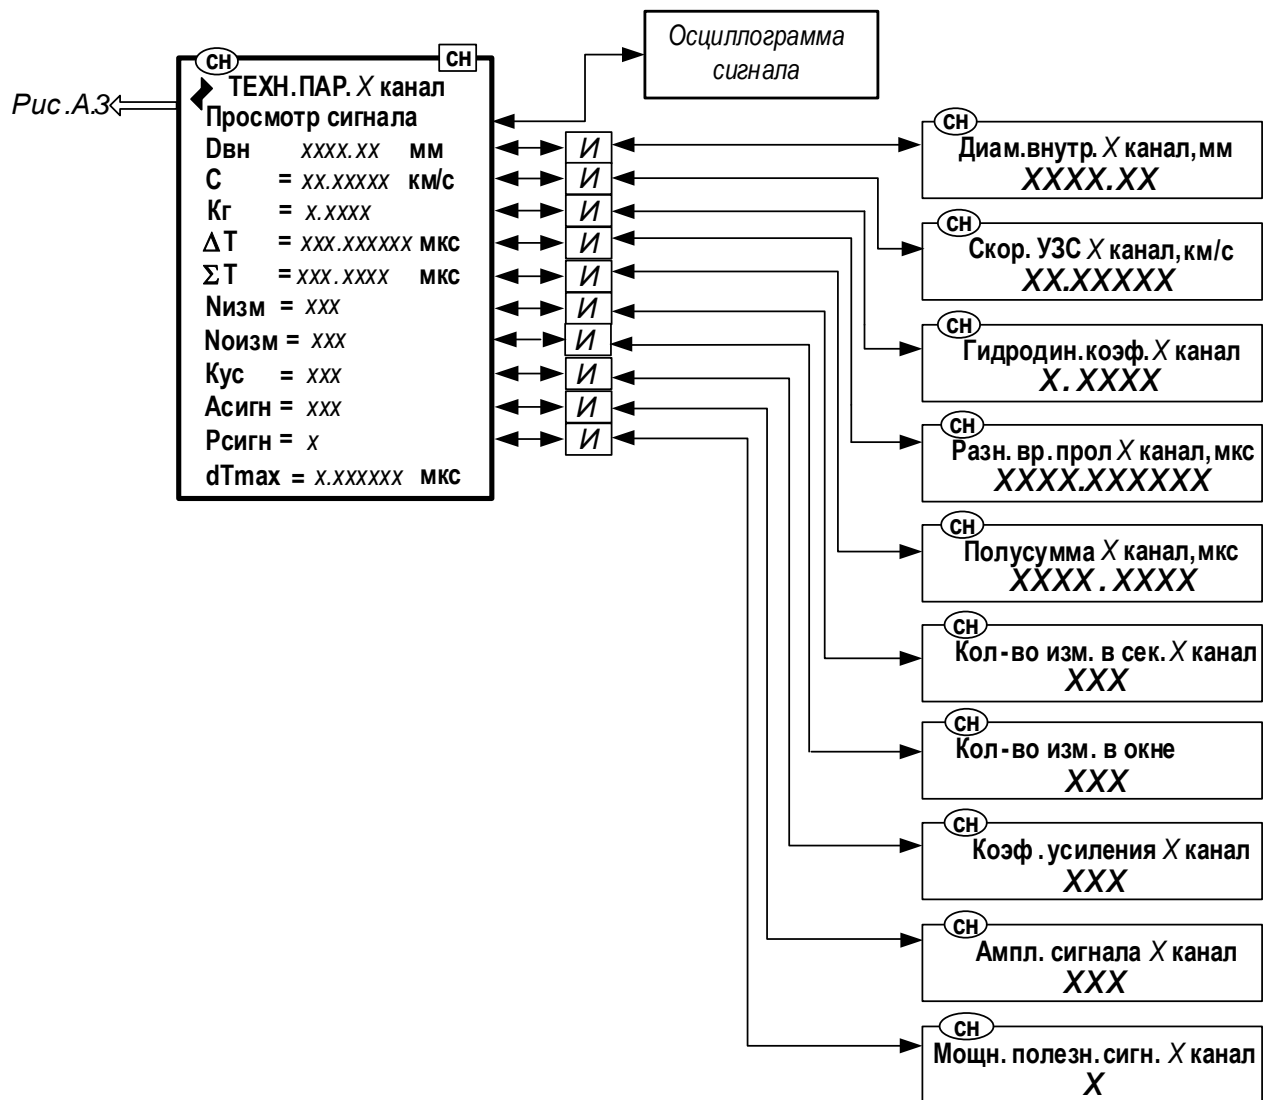 Осциллограмма
сигнала
СН
СН
ТЕХН.ПАР. X канал
Рис.А.3
Просмотр сигнала
Dвн xxxx.xx мм
С = xx.xxxxx км/с
Кг = x.xxxx
ΔТ = xxx.xxxxxx мкс
ΣТ =xxx.xxxx мкс
Nизм = xxx
Nоизм = xxx
Кус = xxx
Асигн = xxx
Рсигн = x
dTmax = x.xxxxxx мкс
И
И
И
И
И
И
И
И
И
И
СН
Диам.внутр. X канал,мм
XXXX.XX
СН
Скор. УЗС X канал,км/с
XX.XXXXX
СН
Гидродин.коэф. X канал
X.XXXX
СН
Разн. вр.прол X канал,мкс
XXXX.XXXXXX
СН
Полусумма X канал,мкс
XXXX.XXXX
СН
Кол-во изм. в сек. X канал
XXX
СН
Кол-во изм. в окне
XXX
СН
Коэф.усиления X канал
XXX
СН
Ампл. сигнала X канал
XXX
СН
Мощн. полезн.сигн. X канал
X